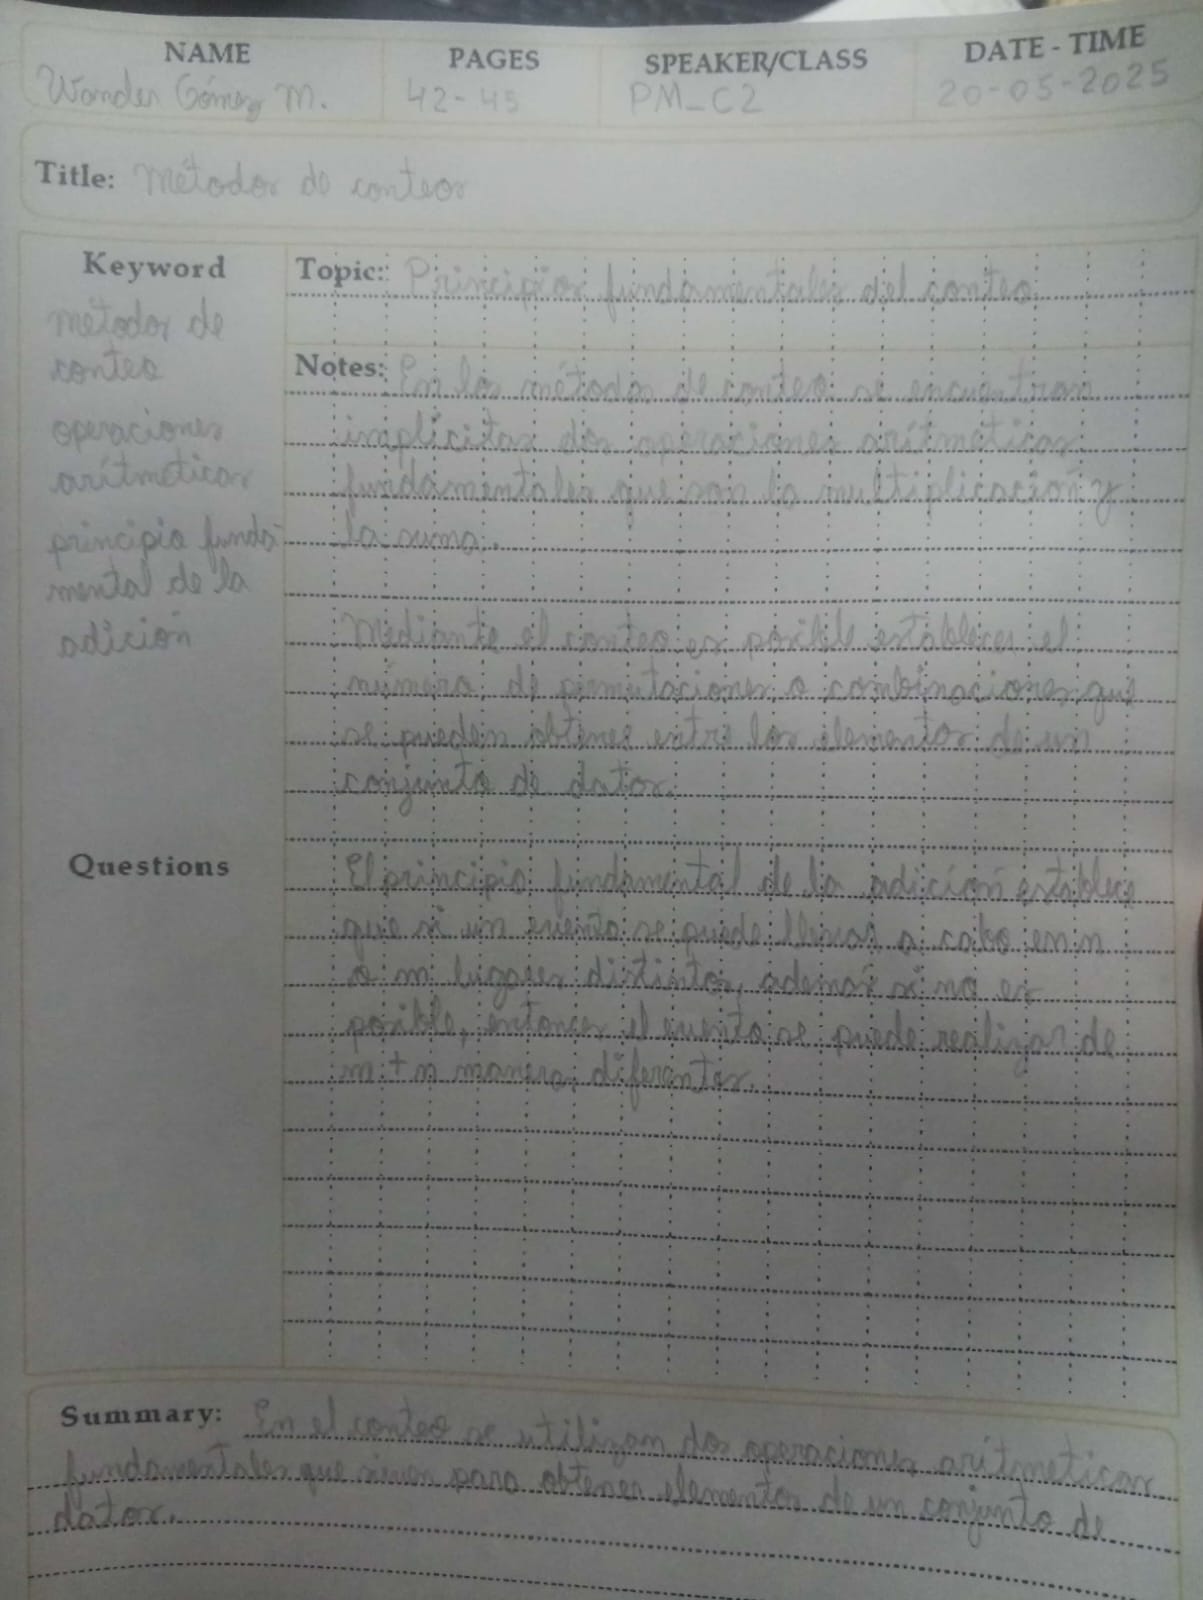 NAME
Wander Gómez M.
PAGES
42-45
SPEAKER/CLASS
PM_C2
DATE - TIME
20-05-2025
Title: Métodos de conteos
Keyword
métodos de
conteo
operaciones
arítmeticas
principio funda-
mental de la
adición
Questions
Topic: Principios fundamentales del conteo
Notes: En los métodos de conteo se encuentran
implícitas dos operaciones arítmeticas
fundamentales que son la multiplicación y
la suma.
Mediante el conteo es posible establecer el
número de permutaciones o combinaciones que
se pueden obtener entre los elementos de un
conjunto de datos.
El principio fundamental de la adición establece
que si un evento se puede llevar a cabo en n
o m lugares distintos, además si no es
posible, entonces el evento se puede realizar de
m + n maneras diferentes.
Summary: En el conteo se utilizan dos operaciones arítmeticas
fundamentales que sirven para obtener elementos de un conjunto de
datos.